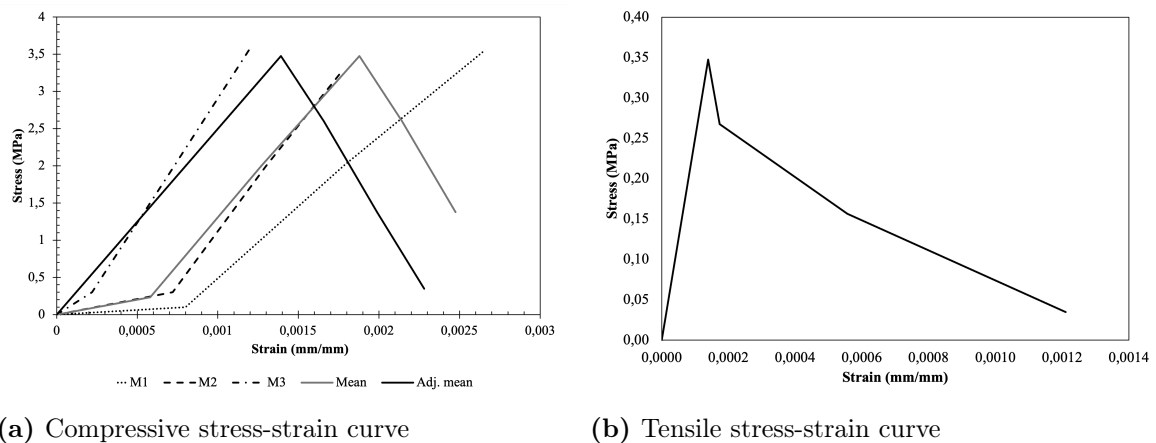 4
3,5
3
2,5
2
1,5
1
0,5
0
Stress (MPa)
0 0,0005 0,001 0,0015 0,002 0,0025 0,003
Strain (mm/mm)
M1 M2 M3 Mean Adj. mean
(a) Compressive stress-strain curve
0,40
0,35
0,30
0,25
0,20
0,15
0,10
0,05
0,00
Stress (MPa)
0,0000 0,0002 0,0004 0,0006 0,0008 0,0010 0,0012 0,0014
Strain (mm/mm)
(b) Tensile stress-strain curve